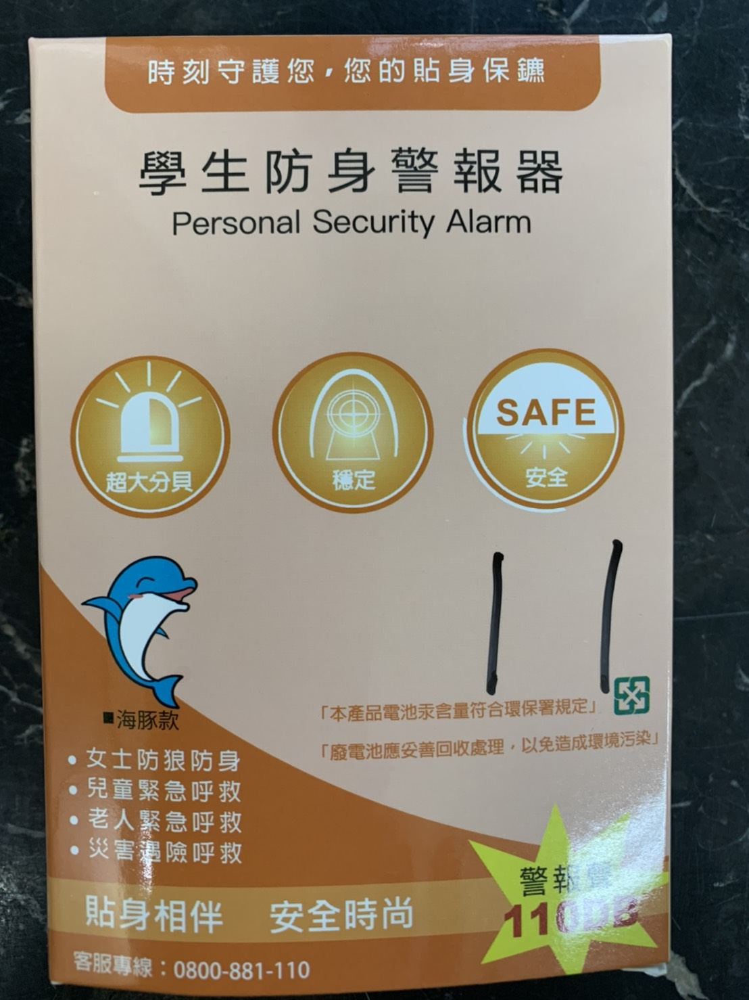 時刻守護您，您的貼身保鑣
學生防身警報器
Personal Security Alarm
超大分貝
穩定
SAFE
安全
11
■海豚款
「本產品電池汞含量符合環保署規定」
「廢電池應妥善回收處理，以免造成環境污染」
• 女士防狼防身
• 兒童緊急呼救
• 老人緊急呼救
• 災害遇險呼救
警報聲
110DB
貼身相伴 安全時尚
客服專線：0800-881-110